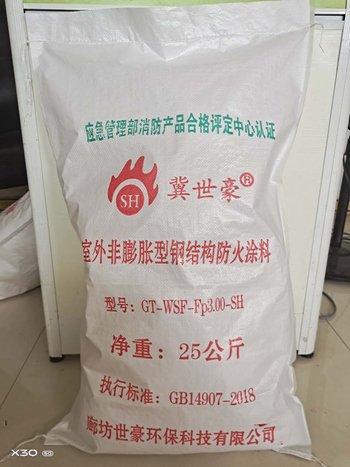 应急管理部消防产品合格评定中心认证
SH
冀世豪®
室外非膨胀型钢结构防火涂料
型号：GT-WSF-Fp3.00-SH
净重：25公斤
执行标准：GB14907-2018
廊坊世豪环保科技有限公司
X30